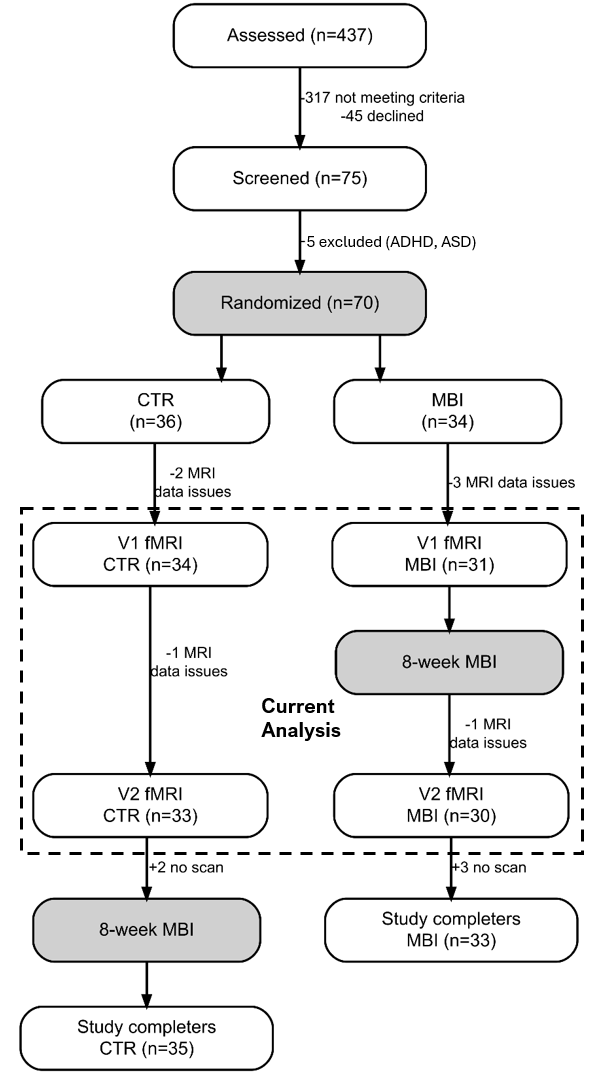 Assessed (n=437)
-317 not meeting criteria
-45 declined
Screened (n=75)
-5 excluded (ADHD, ASD)
Randomized (n=70)
CTR
(n=36)
MBI
(n=34)
-2 MRI
data issues
-3 MRI data issues
V1 fMRI
CTR (n=34)
V1 fMRI
MBI (n=31)
-1 MRI
data issues
8-week MBI
Current
Analysis
-1 MRI
data issues
V2 fMRI
CTR (n=33)
V2 fMRI
MBI (n=30)
+2 no scan
+3 no scan
8-week MBI
Study completers
MBI (n=33)
Study completers
CTR (n=35)